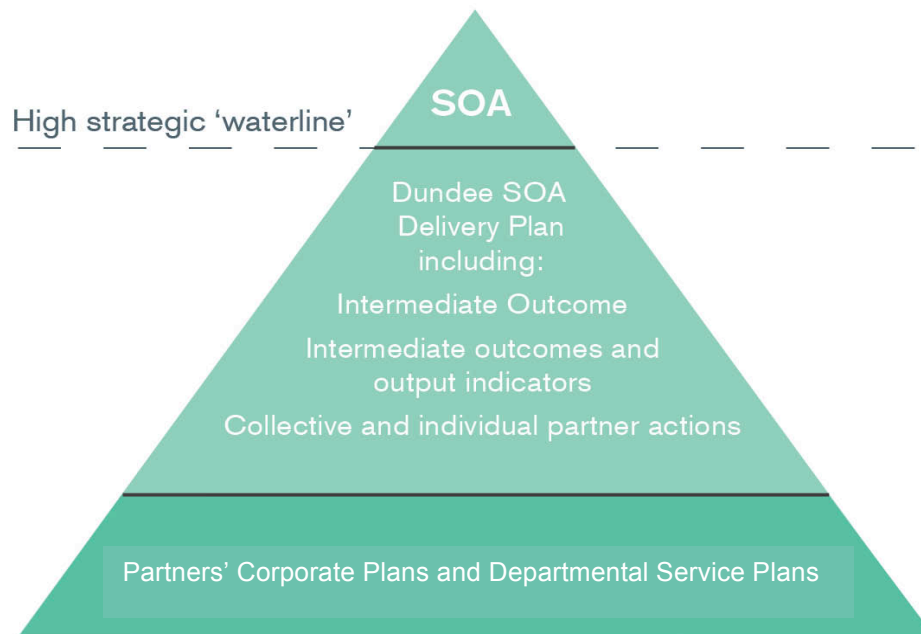 SOA
High strategic ‘waterline’
Dundee SOA
Delivery Plan
including:
Intermediate Outcome
Intermediate outcomes and
output indicators
Collective and individual partner actions
Partners’ Corporate Plans and Departmental Service Plans